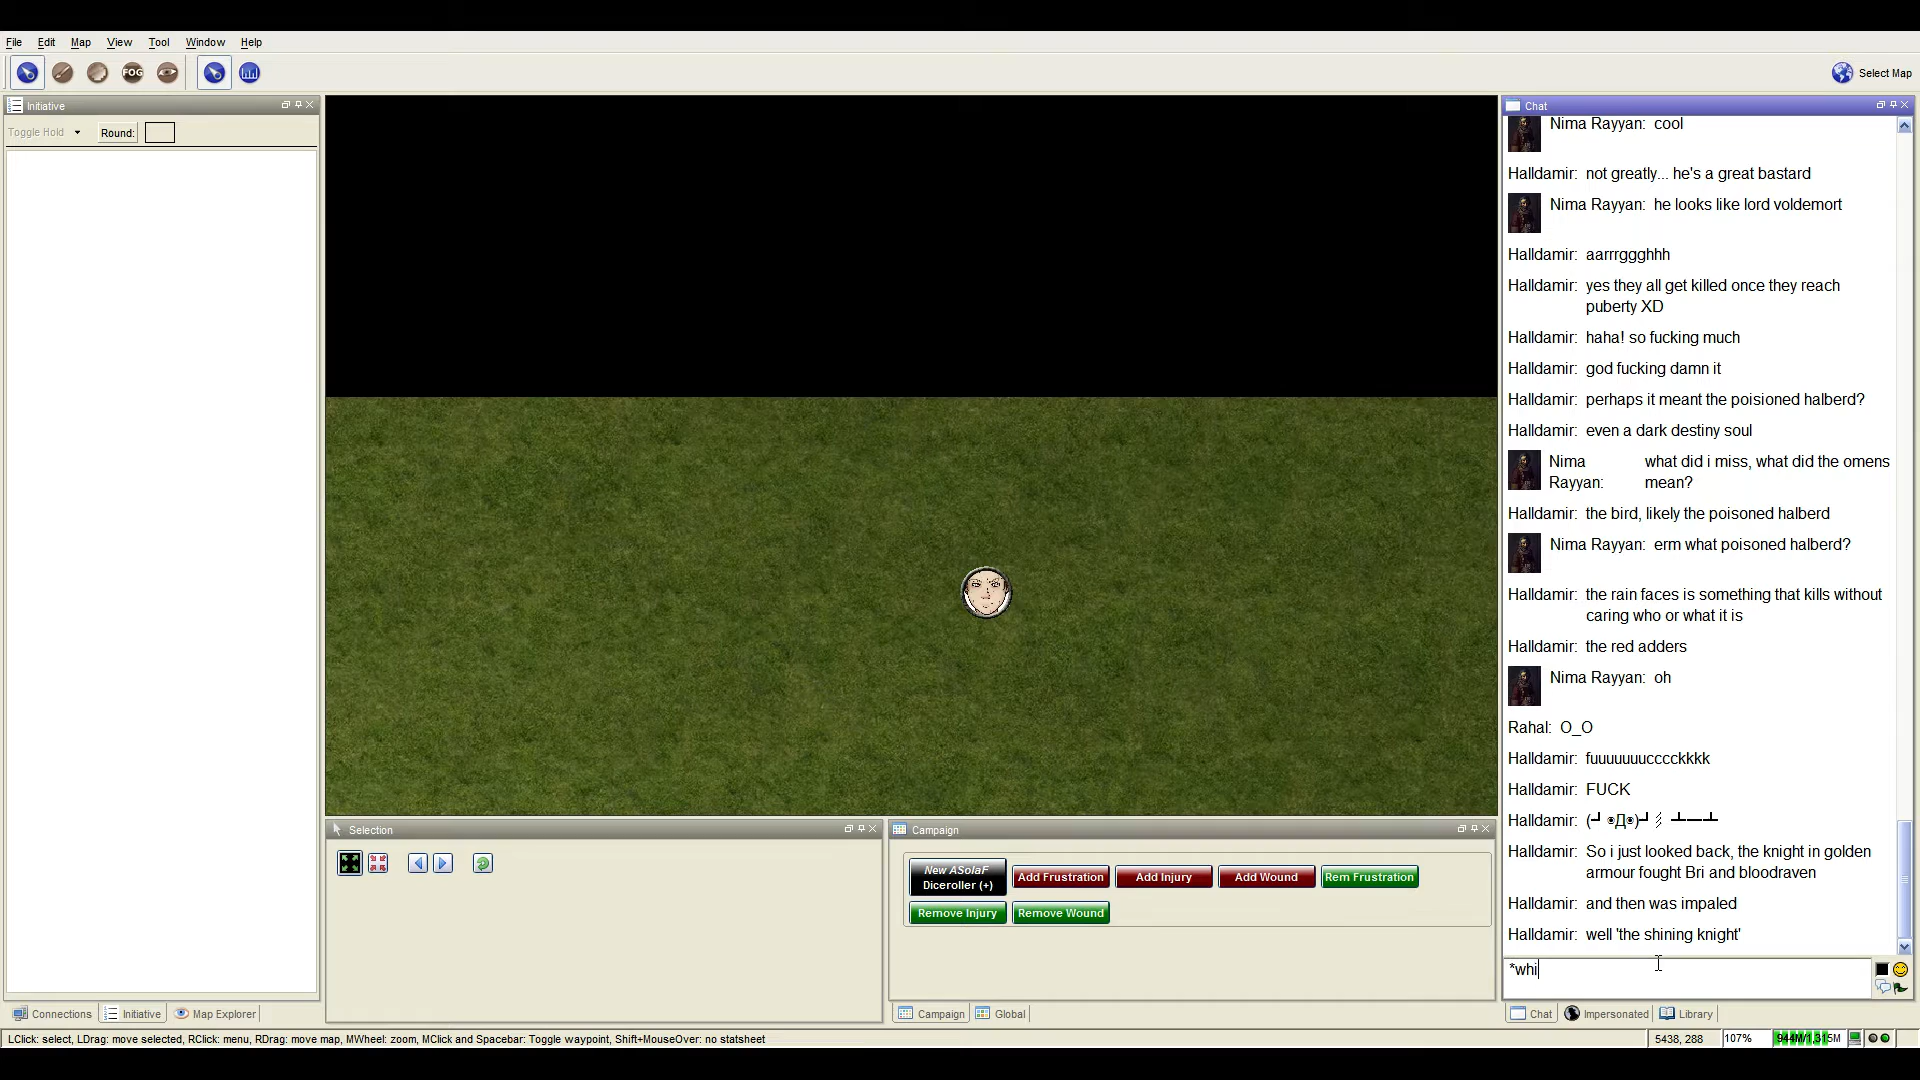 File Edit Map View Tool Window Help
FOG
Select Map
Initiative
Toggle Hold
Round:
Chat
Nima Rayyan: cool
Halldamir: not greatly... he's a great bastard
Nima Rayyan: he looks like lord voldemort
Halldamir: aarrrggghhh
Halldamir: yes they all get killed once they reach
puberty XD
Halldamir: haha! so fucking much
Halldamir: god fucking damn it
Halldamir: perhaps it meant the poisioned halberd?
Halldamir: even a dark destiny soul
Nima what did i miss, what did the omens
Rayyan: mean?
Halldamir: the bird, likely the poisoned halberd
Nima Rayyan: erm what poisoned halberd?
Halldamir: the rain faces is something that kills without
caring who or what it is
Halldamir: the red adders
Nima Rayyan: oh
Rahal: O_O
Halldamir: fuuuuuuucccckkkk
Halldamir: FUCK
Halldamir: (┛◉Д◉)┛彡┻━┻
Halldamir: So i just looked back, the knight in golden
armour fought Bri and bloodraven
Halldamir: and then was impaled
Halldamir: well 'the shining knight'
*whi
Selection
Campaign
New ASoIaF
Diceroller (+)
Add Frustration
Add Injury
Add Wound
Rem Frustration
Remove Injury
Remove Wound
Connections
Initiative
Map Explorer
Campaign
Global
Chat
Impersonated
Library
LClick: select, LDrag: move selected, RClick: menu, RDrag: move map, MWheel: zoom, MClick and Spacebar: Toggle waypoint, Shift+MouseOver: no statsheet
5438, 288
107%
944M/1,315M